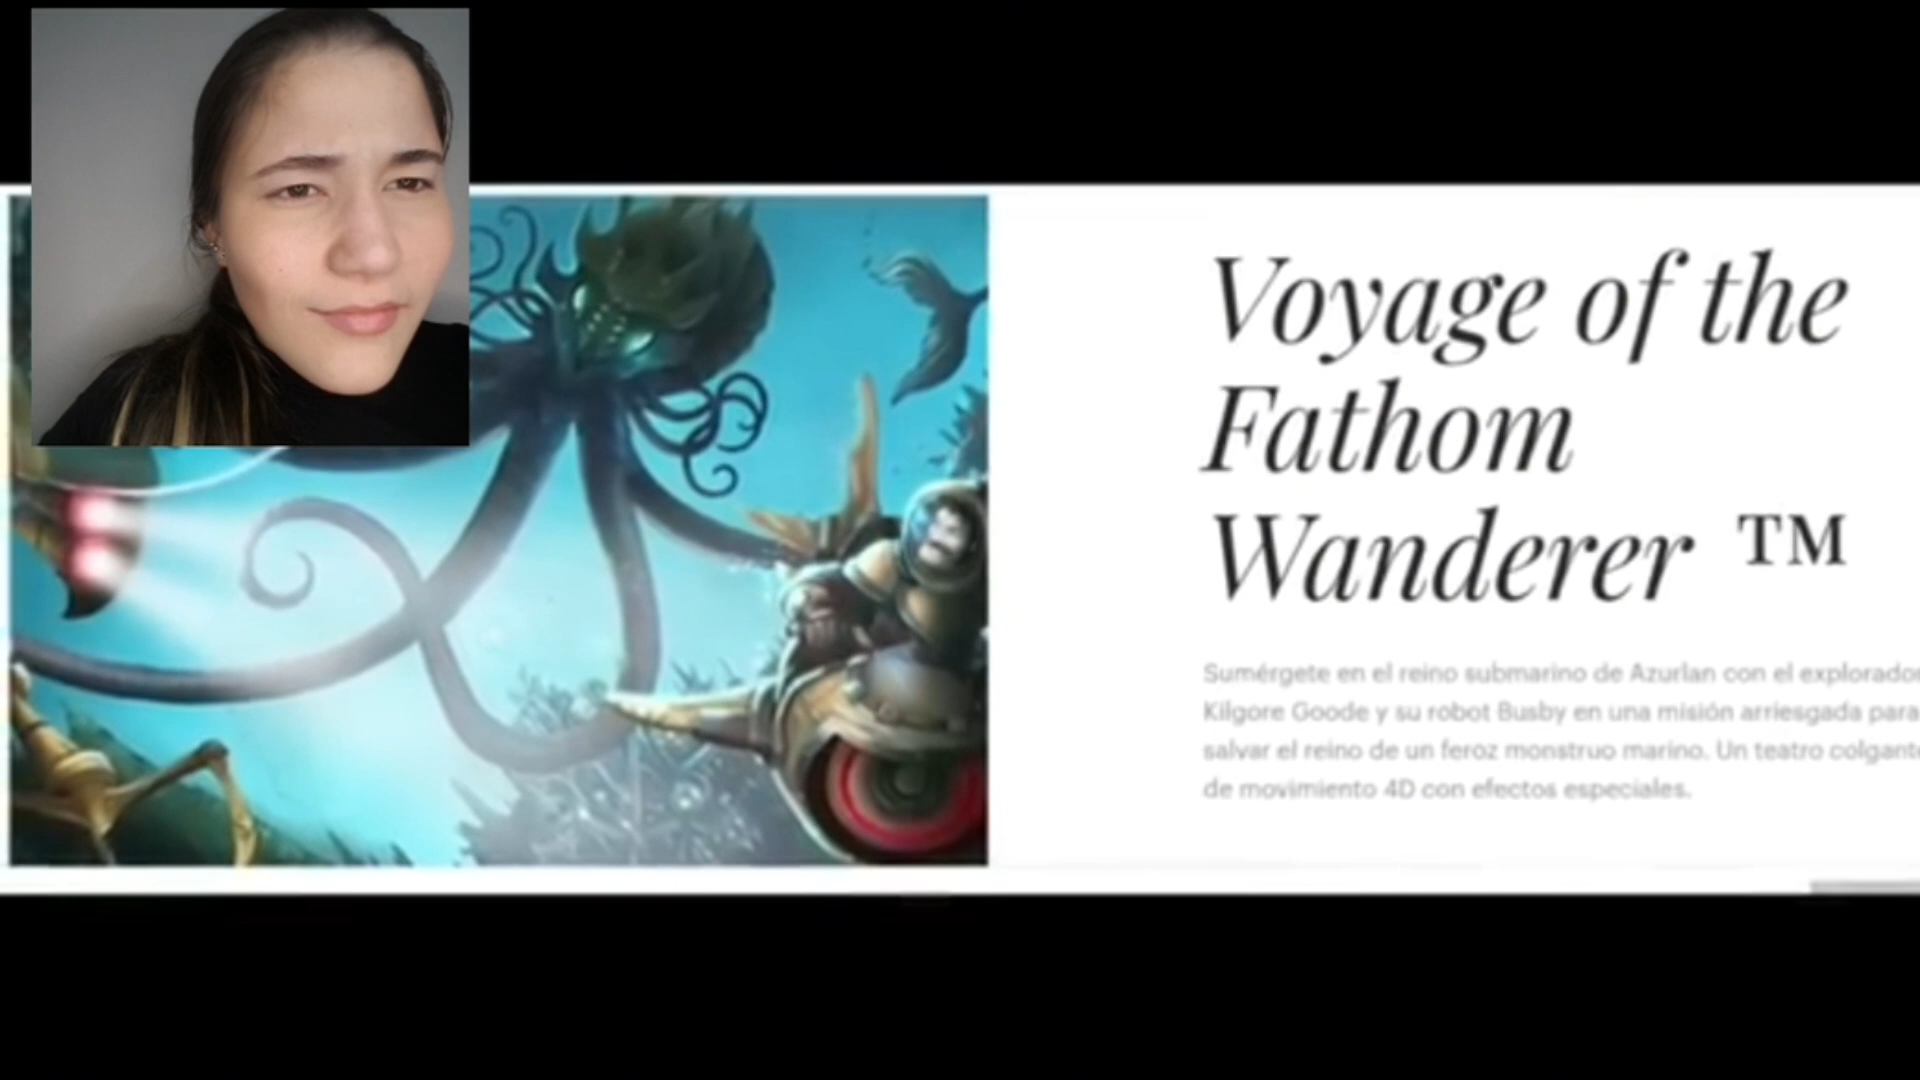 Voyage of the
Fathom
Wanderer ™
Sumérgete en el reino submarino de Azurlan con el explorador
Kilgore Goode y su robot Busby en una misión arriesgada para
salvar el reino de un feroz monstruo marino. Un teatro colgante
de movimiento 4D con efectos especiales.